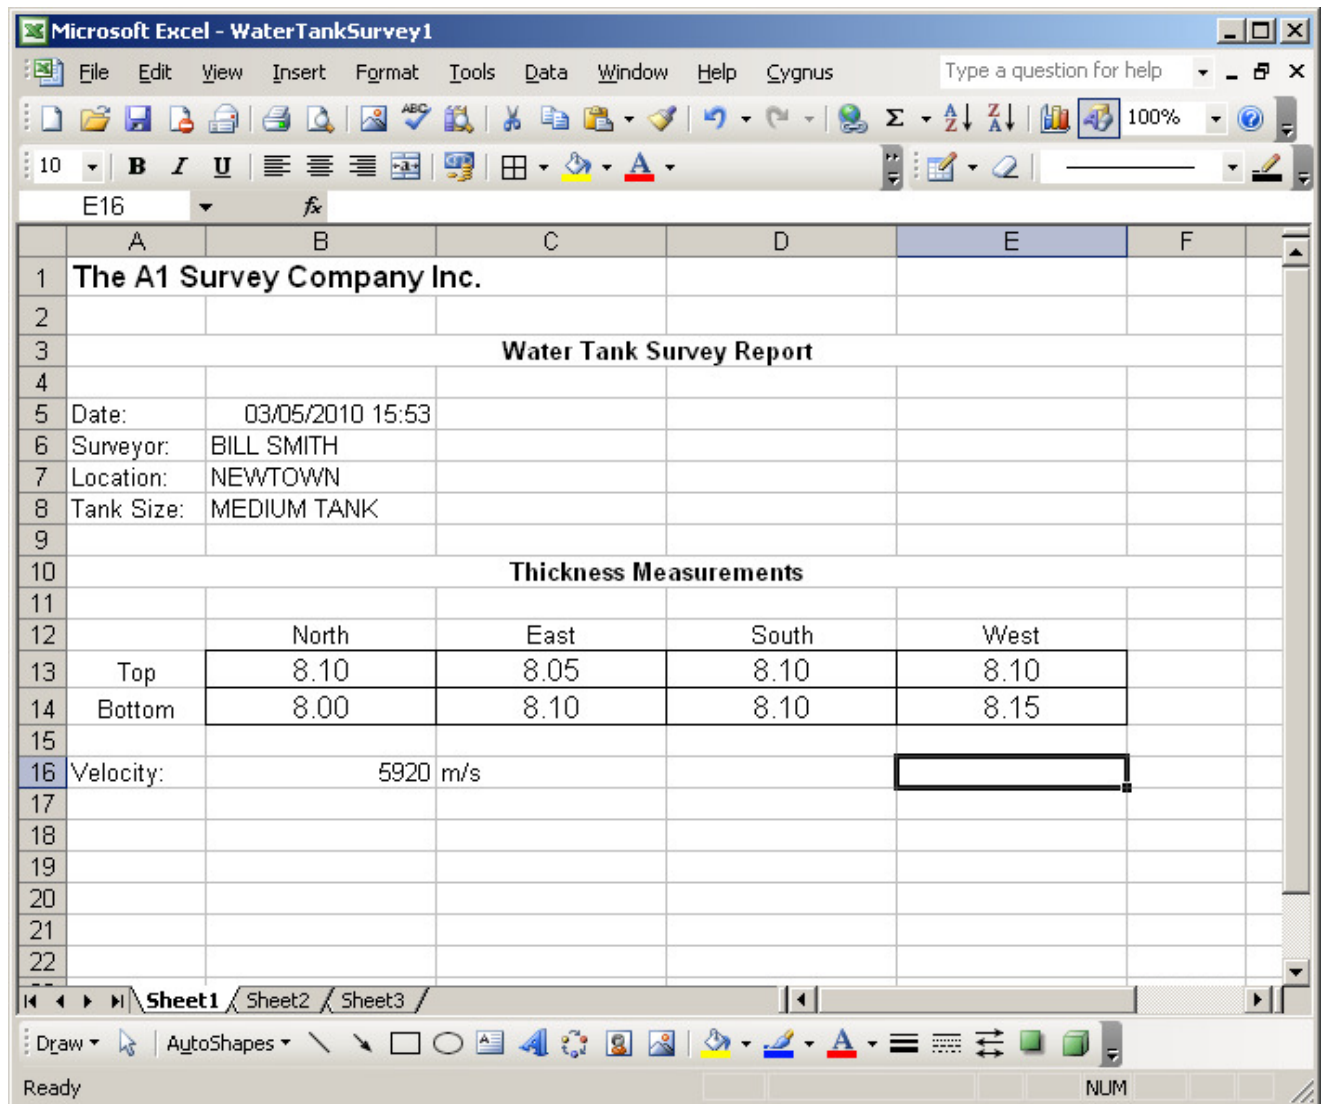 Microsoft Excel - WaterTankSurvey1
File Edit View Insert Format Tools Data Window Help Cygnus Type a question for help
ABC Σ A Z Z A 100%
10 B I U a A
E16 fx
A B C D E F
1 The A1 Survey Company Inc.
2
3 Water Tank Survey Report
4
5 Date: 03/05/2010 15:53
6 Surveyor: BILL SMITH
7 Location: NEWTOWN
8 Tank Size: MEDIUM TANK
9
10 Thickness Measurements
11
12 North East South West
13 Top 8.10 8.05 8.10 8.10
14 Bottom 8.00 8.10 8.10 8.15
15
16 Velocity: 5920 m/s
17
18
19
20
21
22
Sheet1 Sheet2 Sheet3
Draw AutoShapes A A A
Ready NUM